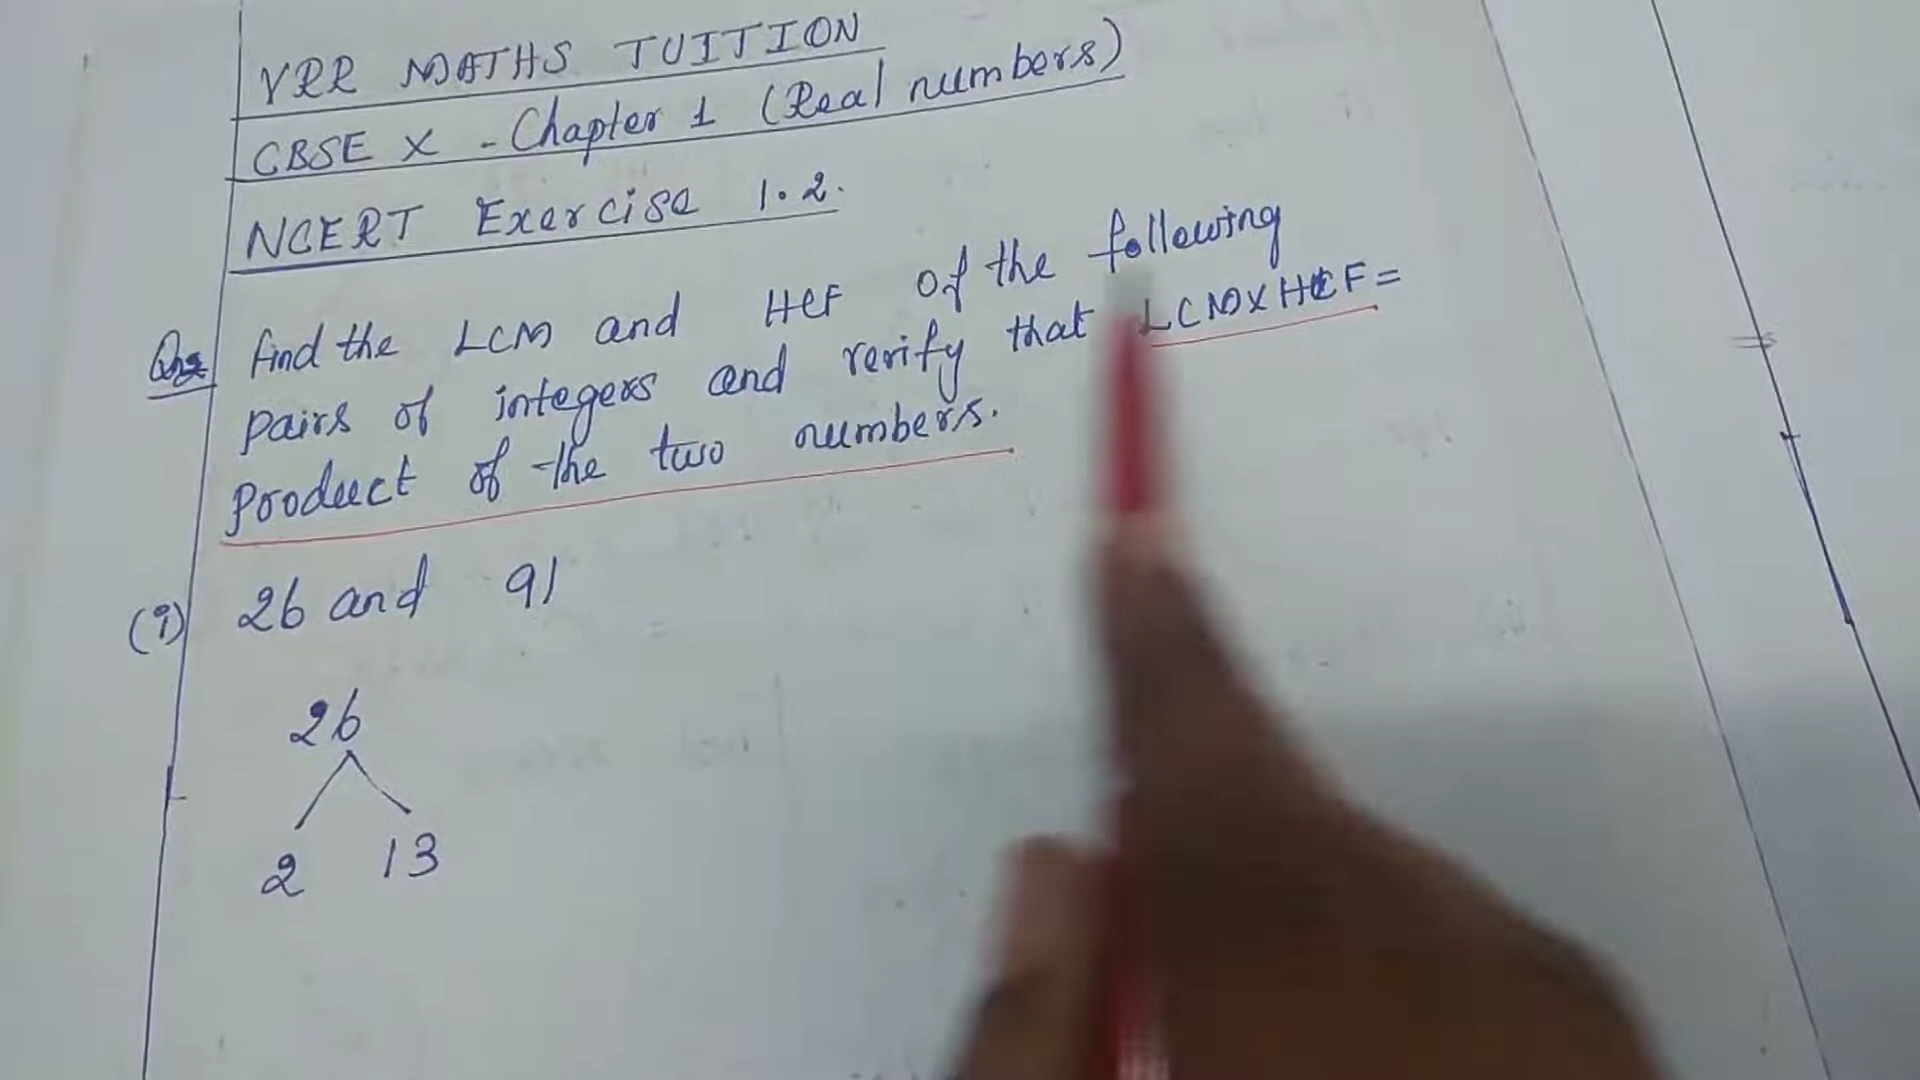 VRR MATHS TUITION
CBSE X - Chapter 1 (Real numbers)
NCERT Exercise 1.2.
Qn2 find the LCM and HCF of the following
pairs of integers and verify that LCM X HCF =
product of the two numbers.
(i) 26 and 91
26
2 13